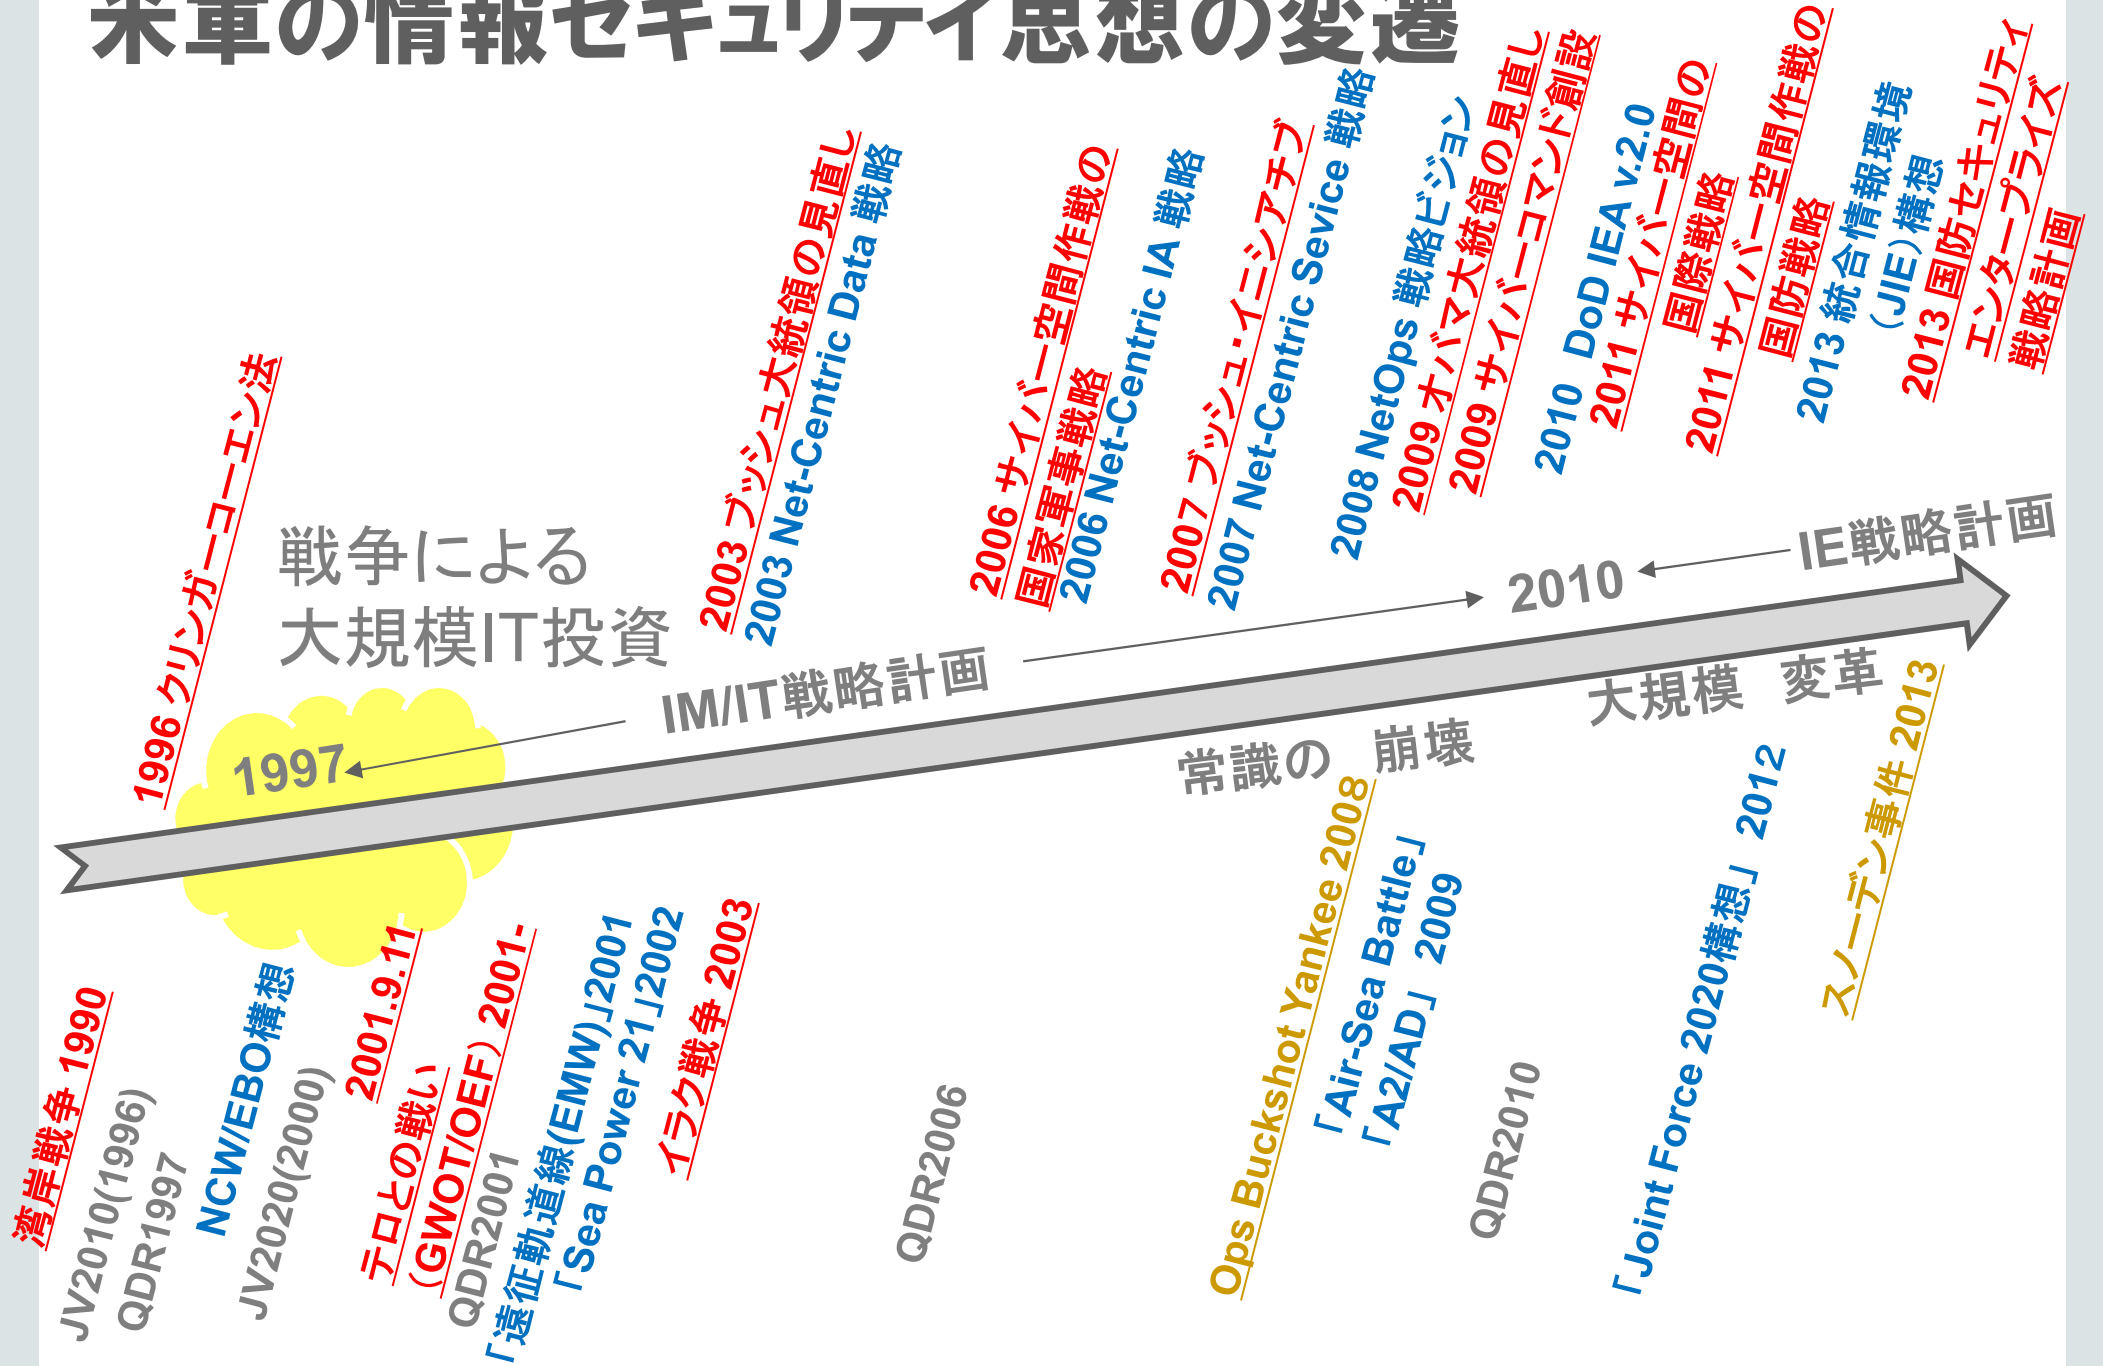 米軍の情報セキュリテイ思想の変遷
1996 クリンガーコーエン法
戦争による
大規模IT投資
2003 ブッシュ大統領の見直し
2003 Net-Centric Data 戦略
2006 サイバー空間作戦の
国家軍事戦略
2006 Net-Centric IA 戦略
2007 ブッシュ・イニシアチブ
2007 Net-Centric Sevice 戦略
2008 NetOps 戦略ビジョン
2009 オバマ大統領の見直し
2009 サイバーコマンド創設
2010 DoD IEA v.2.0
2011 サイバー空間の
国際戦略
2011 サイバー空間作戦の
国防戦略
2013 統合情報環境
（JIE）構想
2013 国防セキュリティ
エンタープライズ
戦略計画
1997
IM/IT戦略計画
2010
IE戦略計画
常識の 崩壊
大規模 変革
湾岸戦争 1990
JV2010(1996)
QDR1997
NCW/EBO構想
JV2020(2000)
2001.9.11
テロとの戦い
（GWOT/OEF）2001-
QDR2001
「遠征軌道線(EMW)」2001
「Sea Power 21」2002
イラク戦争 2003
QDR2006
Ops Buckshot Yankee 2008
「Air-Sea Battle」
「A2/AD」 2009
QDR2010
「Joint Force 2020構想」 2012
スノーデン事件 2013